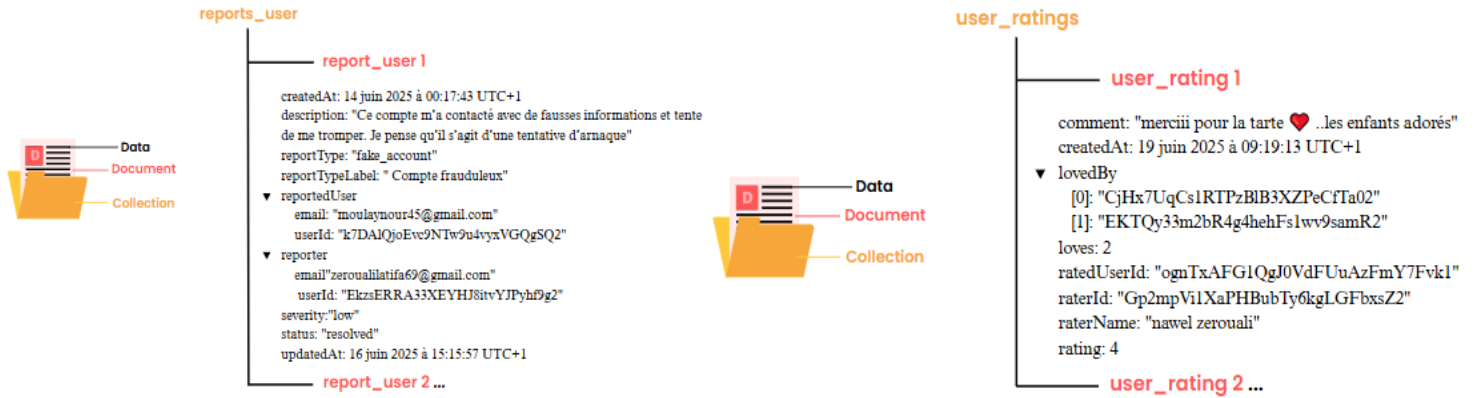 reports_user
report_user 1
createdAt: 14 juin 2025 à 00:17:43 UTC+1
description: "Ce compte m'a contacté avec de fausses informations et tente
de me tromper. Je pense qu'il s'agit d'une tentative d'arnaque"
reportType: "fake_account"
reportTypeLabel: " Compte frauduleux"
▼ reportedUser
email: "moulaynour45@gmail.com"
userId: "k7DAlQjoEvc9NTw9u4vyxVGQgSQ2"
▼ reporter
email"zeroualilatifa69@gmail.com"
userId: "EkzsERRA33XEYHJ8itvYJPyhf9g2"
severity:"low"
status: "resolved"
updatedAt: 16 juin 2025 à 15:15:57 UTC+1
report_user 2 ...
D
Data
Document
Collection
user_ratings
user_rating 1
comment: "merciii pour la tarte ❤️ ..les enfants adorés"
createdAt: 19 juin 2025 à 09:19:13 UTC+1
▼ lovedBy
[0]: "CjHx7UqCs1RTPzBlB3XZPeCfTa02"
[1]: "EKTQy33m2bR4g4hehFs1wv9samR2"
loves: 2
ratedUserId: "ognTxAFG1QgJ0VdFUuAzFmY7Fvk1"
raterId: "Gp2mpVi1XaPHBubTy6kgLGFbxsZ2"
raterName: "nawel zerouali"
rating: 4
user_rating 2 ...
D
Data
Document
Collection